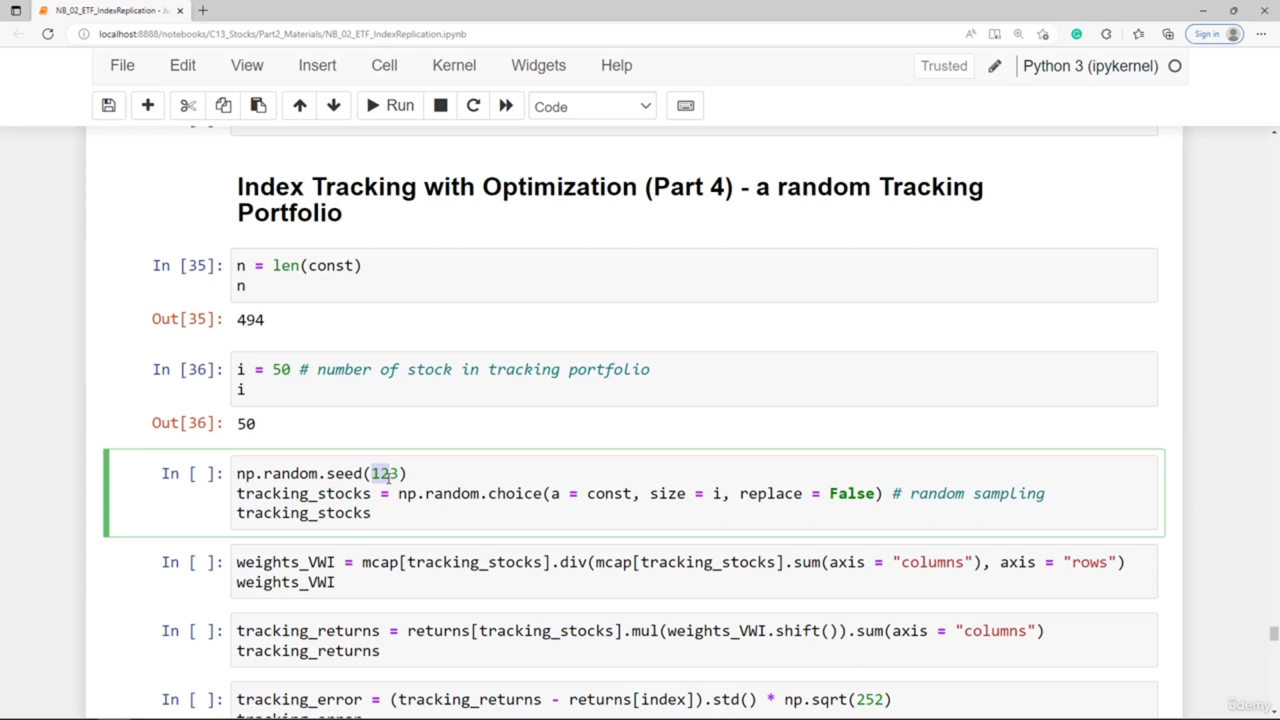 NB_02_ETF_IndexReplication - Ju
localhost:8888/notebooks/C13_Stocks/Part2_Materials/NB_02_ETF_IndexReplication.ipynb
Sign in
File Edit View Insert Cell Kernel Widgets Help
Trusted
Python 3 (ipykernel)
Run
Code
Index Tracking with Optimization (Part 4) - a random Tracking
Portfolio
In [35]: n = len(const)
n
Out[35]: 494
In [36]: i = 50 # number of stock in tracking portfolio
i
Out[36]: 50
In [ ]: np.random.seed(123)
tracking_stocks = np.random.choice(a = const, size = i, replace = False) # random sampling
tracking_stocks
In [ ]: weights_VWI = mcap[tracking_stocks].div(mcap[tracking_stocks].sum(axis = "columns"), axis = "rows")
weights_VWI
In [ ]: tracking_returns = returns[tracking_stocks].mul(weights_VWI.shift()).sum(axis = "columns")
tracking_returns
In [ ]: tracking_error = (tracking_returns - returns[index]).std() * np.sqrt(252)
tracking_error
Udemy